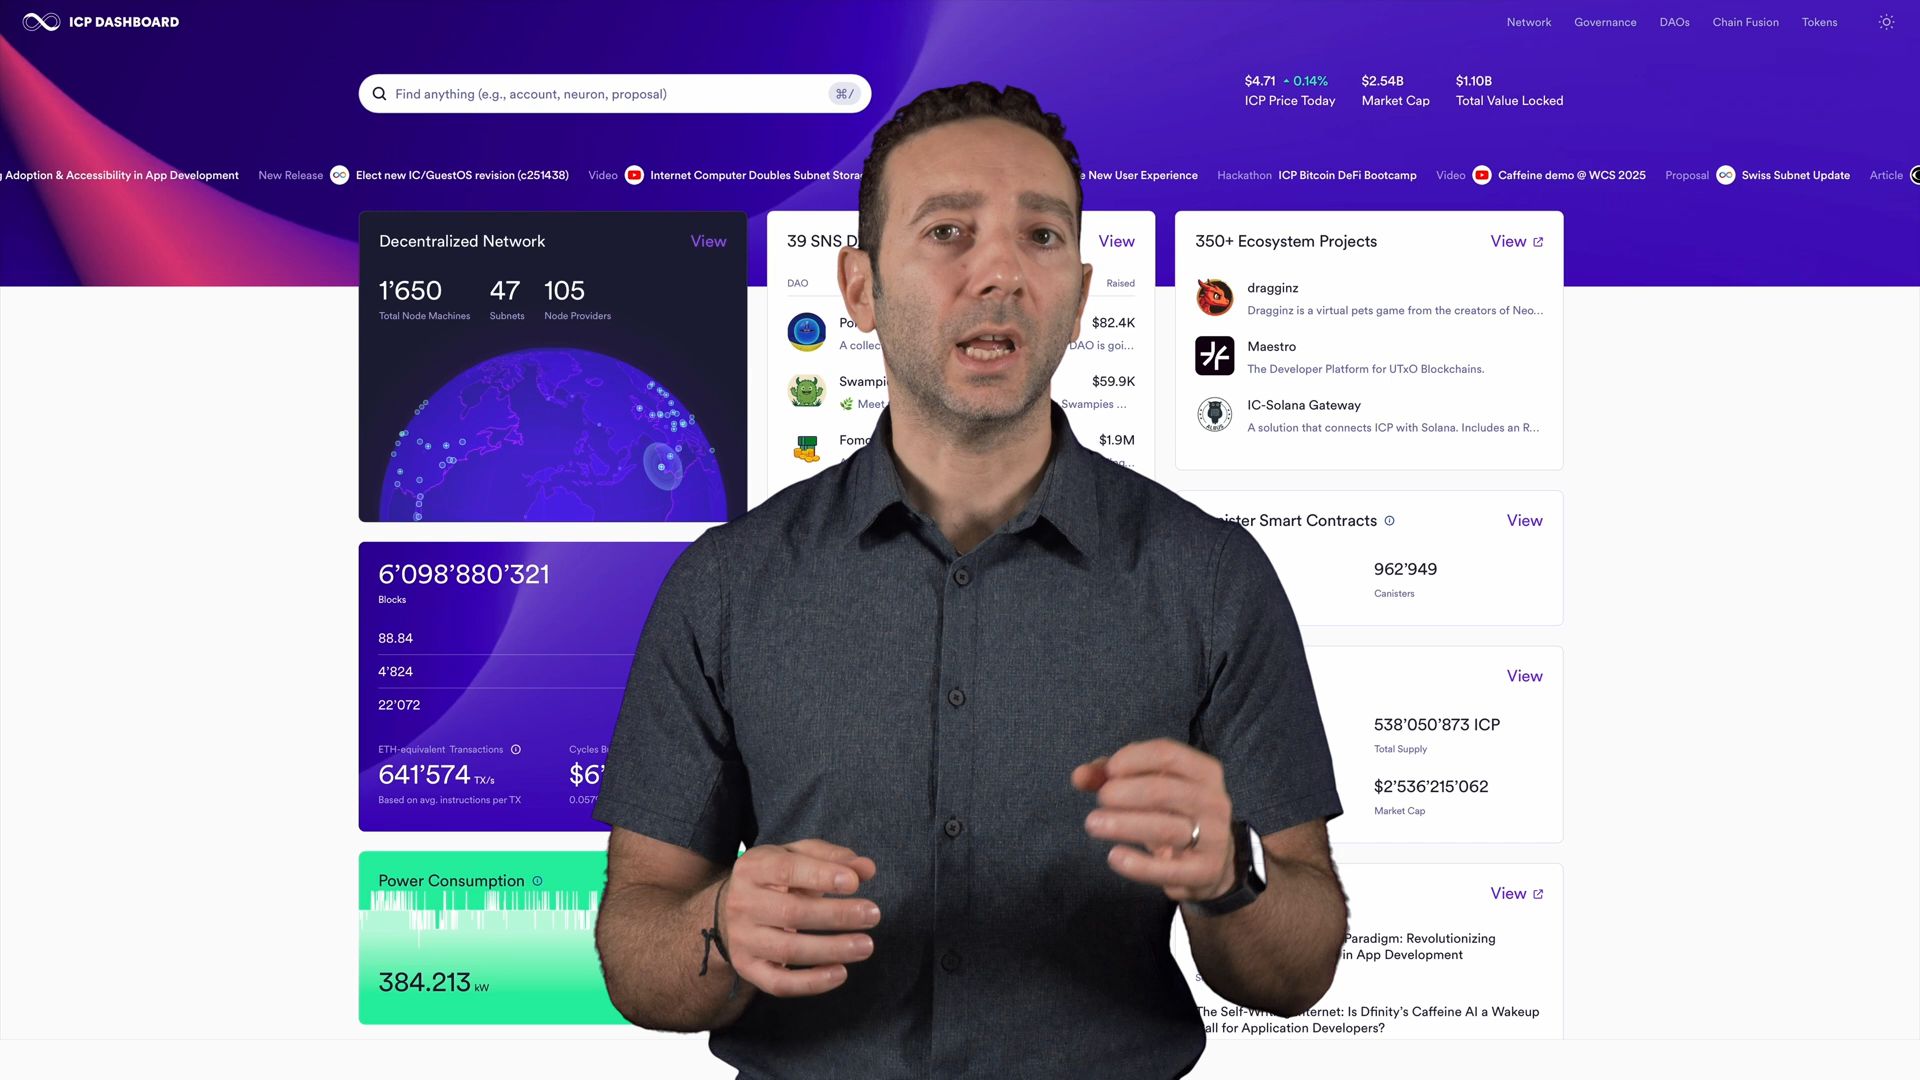 ICP DASHBOARD
Network Governance DAOs Chain Fusion Tokens
Find anything (e.g., account, neuron, proposal) ⌘/
$4.71 0.14% $2.54B $1.10B
ICP Price Today Market Cap Total Value Locked
g Adoption & Accessibility in App Development New Release Elect new IC/GuestOS revision (c251438) Video Internet Computer Doubles Subnet Stora
e New User Experience Hackathon ICP Bitcoin DeFi Bootcamp Video Caffeine demo @ WCS 2025 Proposal Swiss Subnet Update Article
Decentralized Network View
1'650 47 105
Total Node Machines Subnets Node Providers
39 SNS D View
DAO Raised
$82.4K
A collec DAO is goi...
Swampi $59.9K
Meet Swampies ...
Fomo $1.9M
350+ Ecosystem Projects View
dragginz
Dragginz is a virtual pets game from the creators of Neo...
Maestro
The Developer Platform for UTxO Blockchains.
IC-Solana Gateway
A solution that connects ICP with Solana. Includes an R...
ister Smart Contracts View
962'949
Canisters
6'098'880'321
Blocks
88.84
4'824
22'072
ETH-equivalent Transactions Cycles
641'574 TX/s $6'
Based on avg. instructions per TX 0.057
View
538'050'873 ICP
Total Supply
$2'536'215'062
Market Cap
Power Consumption
384.213 kW
View
Paradigm: Revolutionizing
in App Development
The Self-Wri ternet: Is Dfinity's Caffeine AI a Wakeup
all for Application Developers?